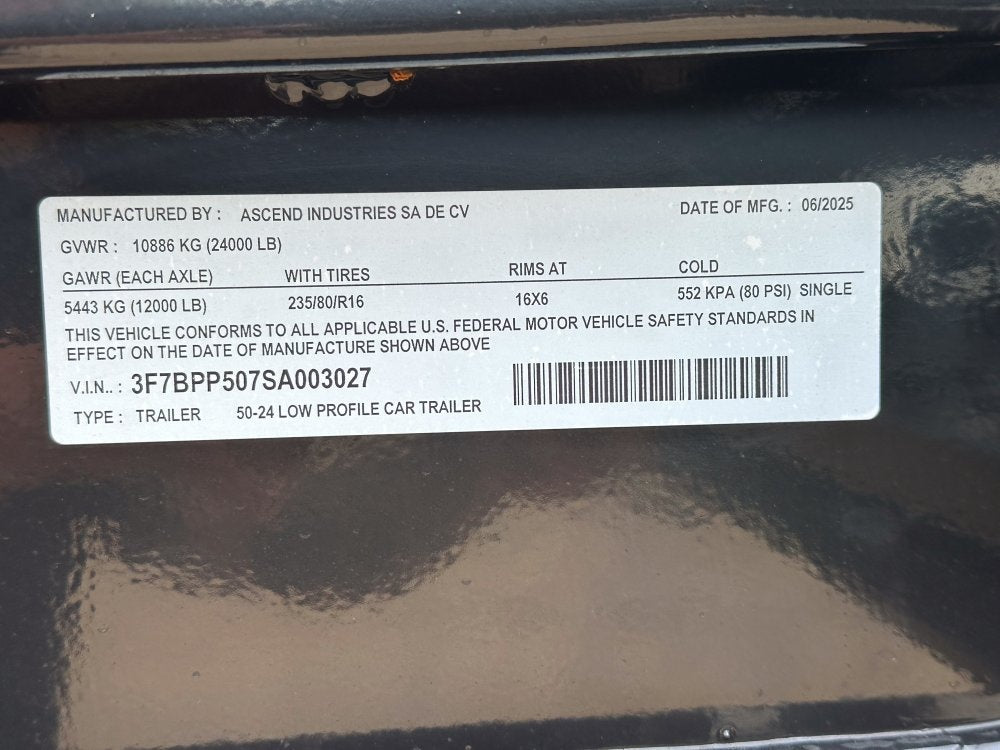 MANUFACTURED BY : ASCEND INDUSTRIES SA DE CV DATE OF MFG. : 06/2025
GVWR : 10886 KG (24000 LB)
GAWR (EACH AXLE) WITH TIRES RIMS AT COLD
5443 KG (12000 LB) 235/80/R16 16X6 552 KPA (80 PSI) SINGLE
THIS VEHICLE CONFORMS TO ALL APPLICABLE U.S. FEDERAL MOTOR VEHICLE SAFETY STANDARDS IN
EFFECT ON THE DATE OF MANUFACTURE SHOWN ABOVE
V.I.N.. : 3F7BPP507SA003027
TYPE : TRAILER 50-24 LOW PROFILE CAR TRAILER